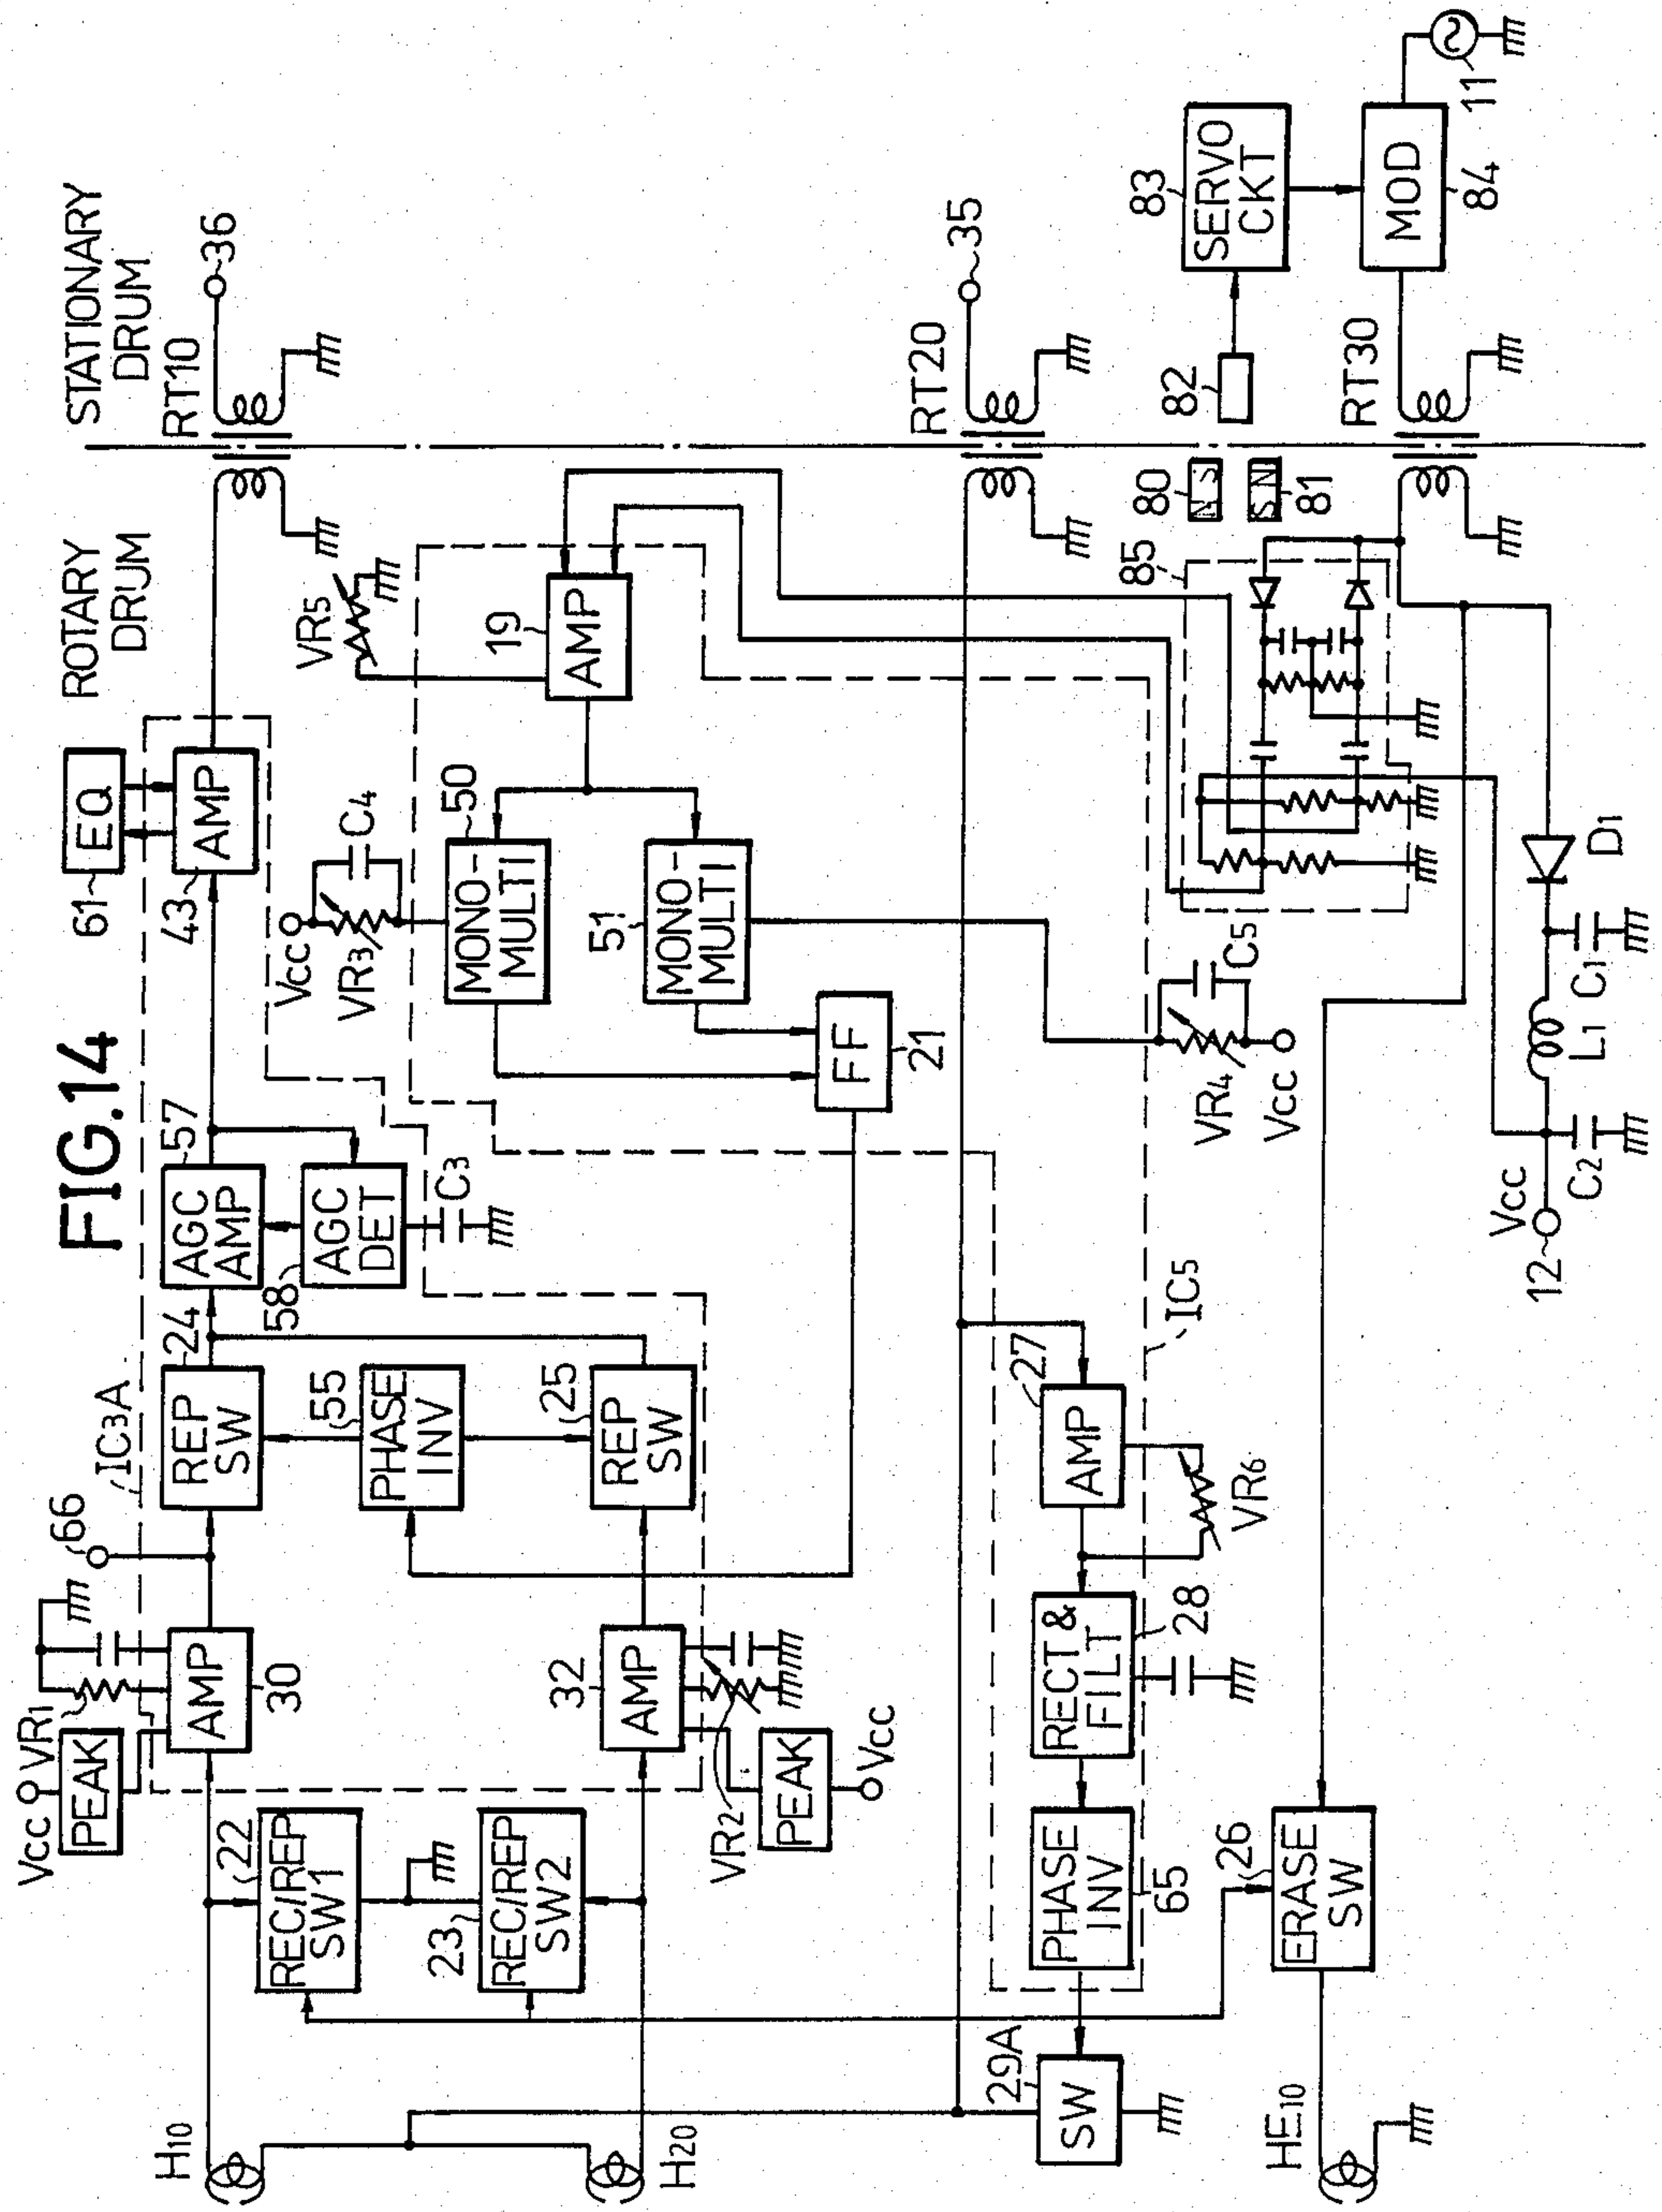 FIG.14
ROTARY
DRUM
STATIONARY
DRUM
Vcc
VR1
PEAK
66
IC3A
61
EQ
RT10
36
H10
22
REC/REP
SW1
AMP
30
REP
SW
24
AGC
AMP
57
43
AMP
58
AGC
DET
C3
Vcc
VR3
C4
VR5
55
PHASE
INV
23
REC/REP
SW2
32
AMP
25
REP
SW
MONO-
MULTI
50
19
AMP
51
MONO-
MULTI
H20
VR2
PEAK
Vcc
FF
21
RT20
35
29A
SW
PHASE
INV
65
RECT &
FILT
28
27
AMP
VR6
IC5
VR4
C5
Vcc
85
80
N S
S N
81
82
83
SERVO
CKT
HE10
26
ERASE
SW
RT30
MOD
84
11
12
Vcc
C2
L1
C1
D1